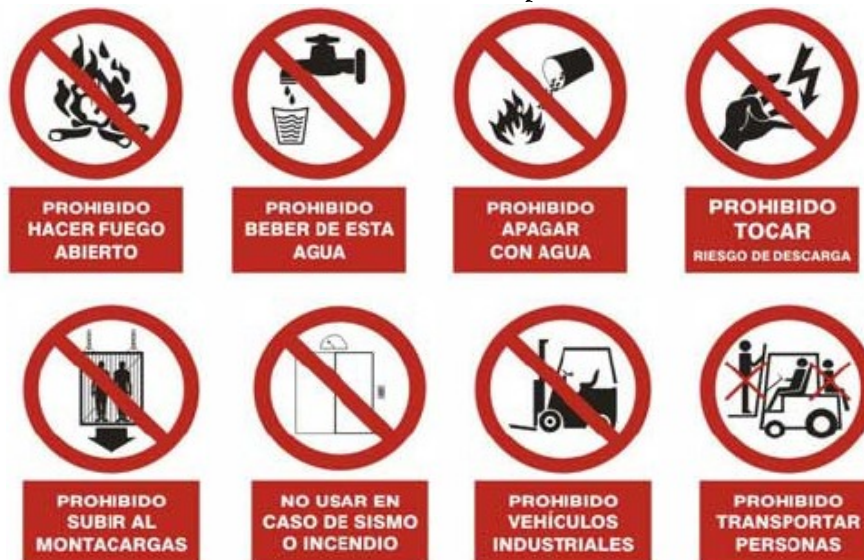 PROHIBIDO
HACER FUEGO
ABIERTO
PROHIBIDO
BEBER DE ESTA
AGUA
PROHIBIDO
APAGAR
CON AGUA
PROHIBIDO
TOCAR
RIESGO DE DESCARGA
PROHIBIDO
SUBIR AL
MONTACARGAS
NO USAR EN
CASO DE SISMO
O INCENDIO
PROHIBIDO
VEHÍCULOS
INDUSTRIALES
PROHIBIDO
TRANSPORTAR
PERSONAS